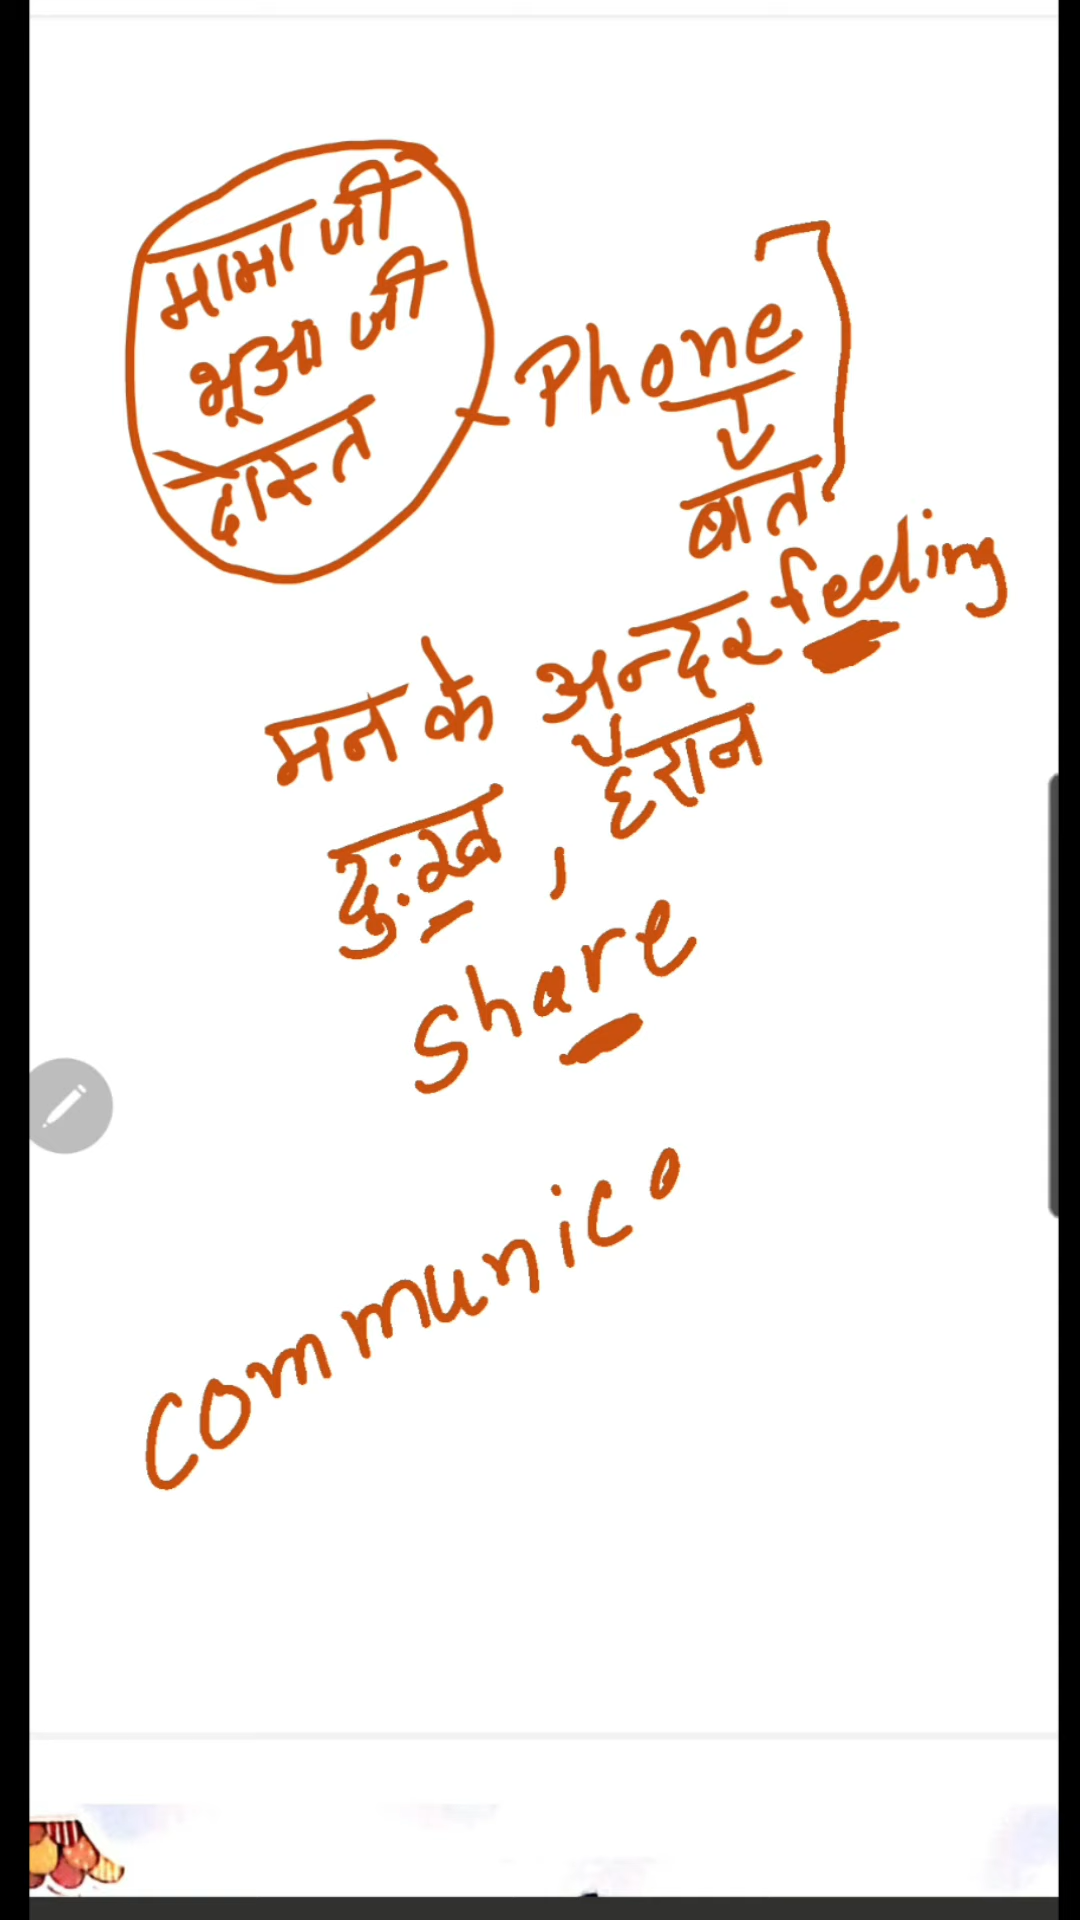 मामा जी
भूआ जी
दोस्त
Phone
बात
मन के अन्दर feeling
दुःख , हैरान
Share
Communica